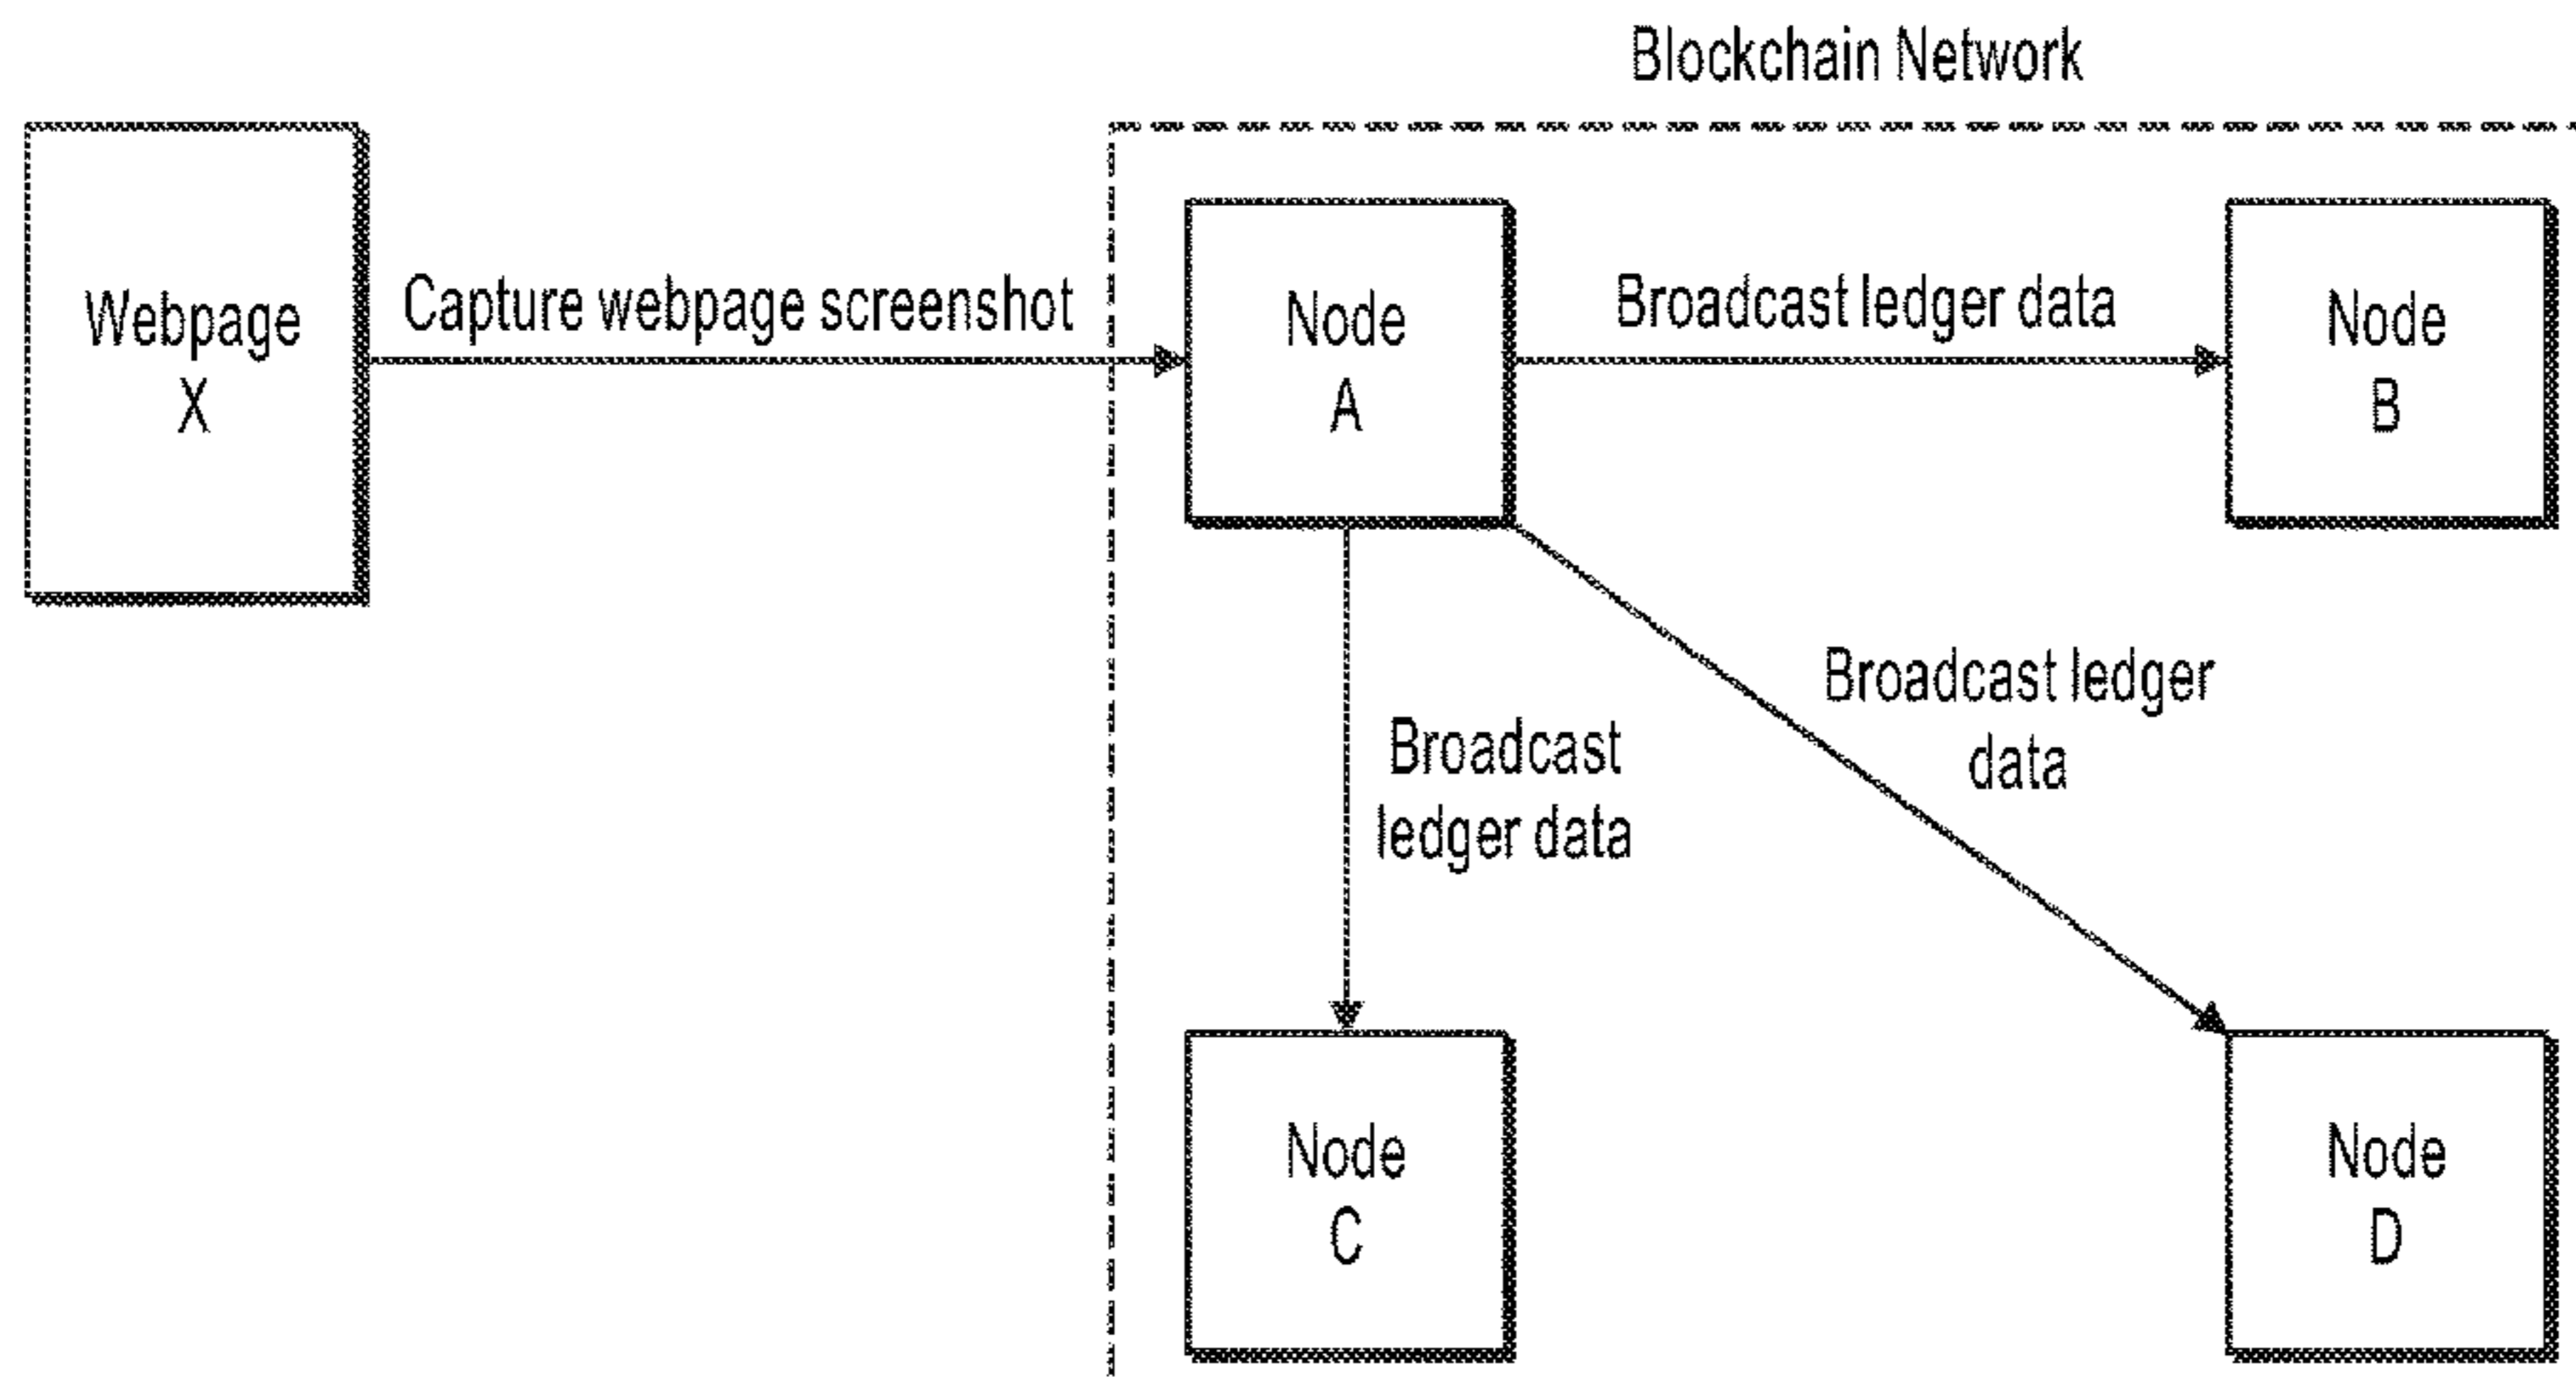 Blockchain Network
Webpage
X
Capture webpage screenshot
Node
A
Broadcast ledger data
Node
B
Broadcast
ledger data
Broadcast ledger
data
Node
C
Node
D